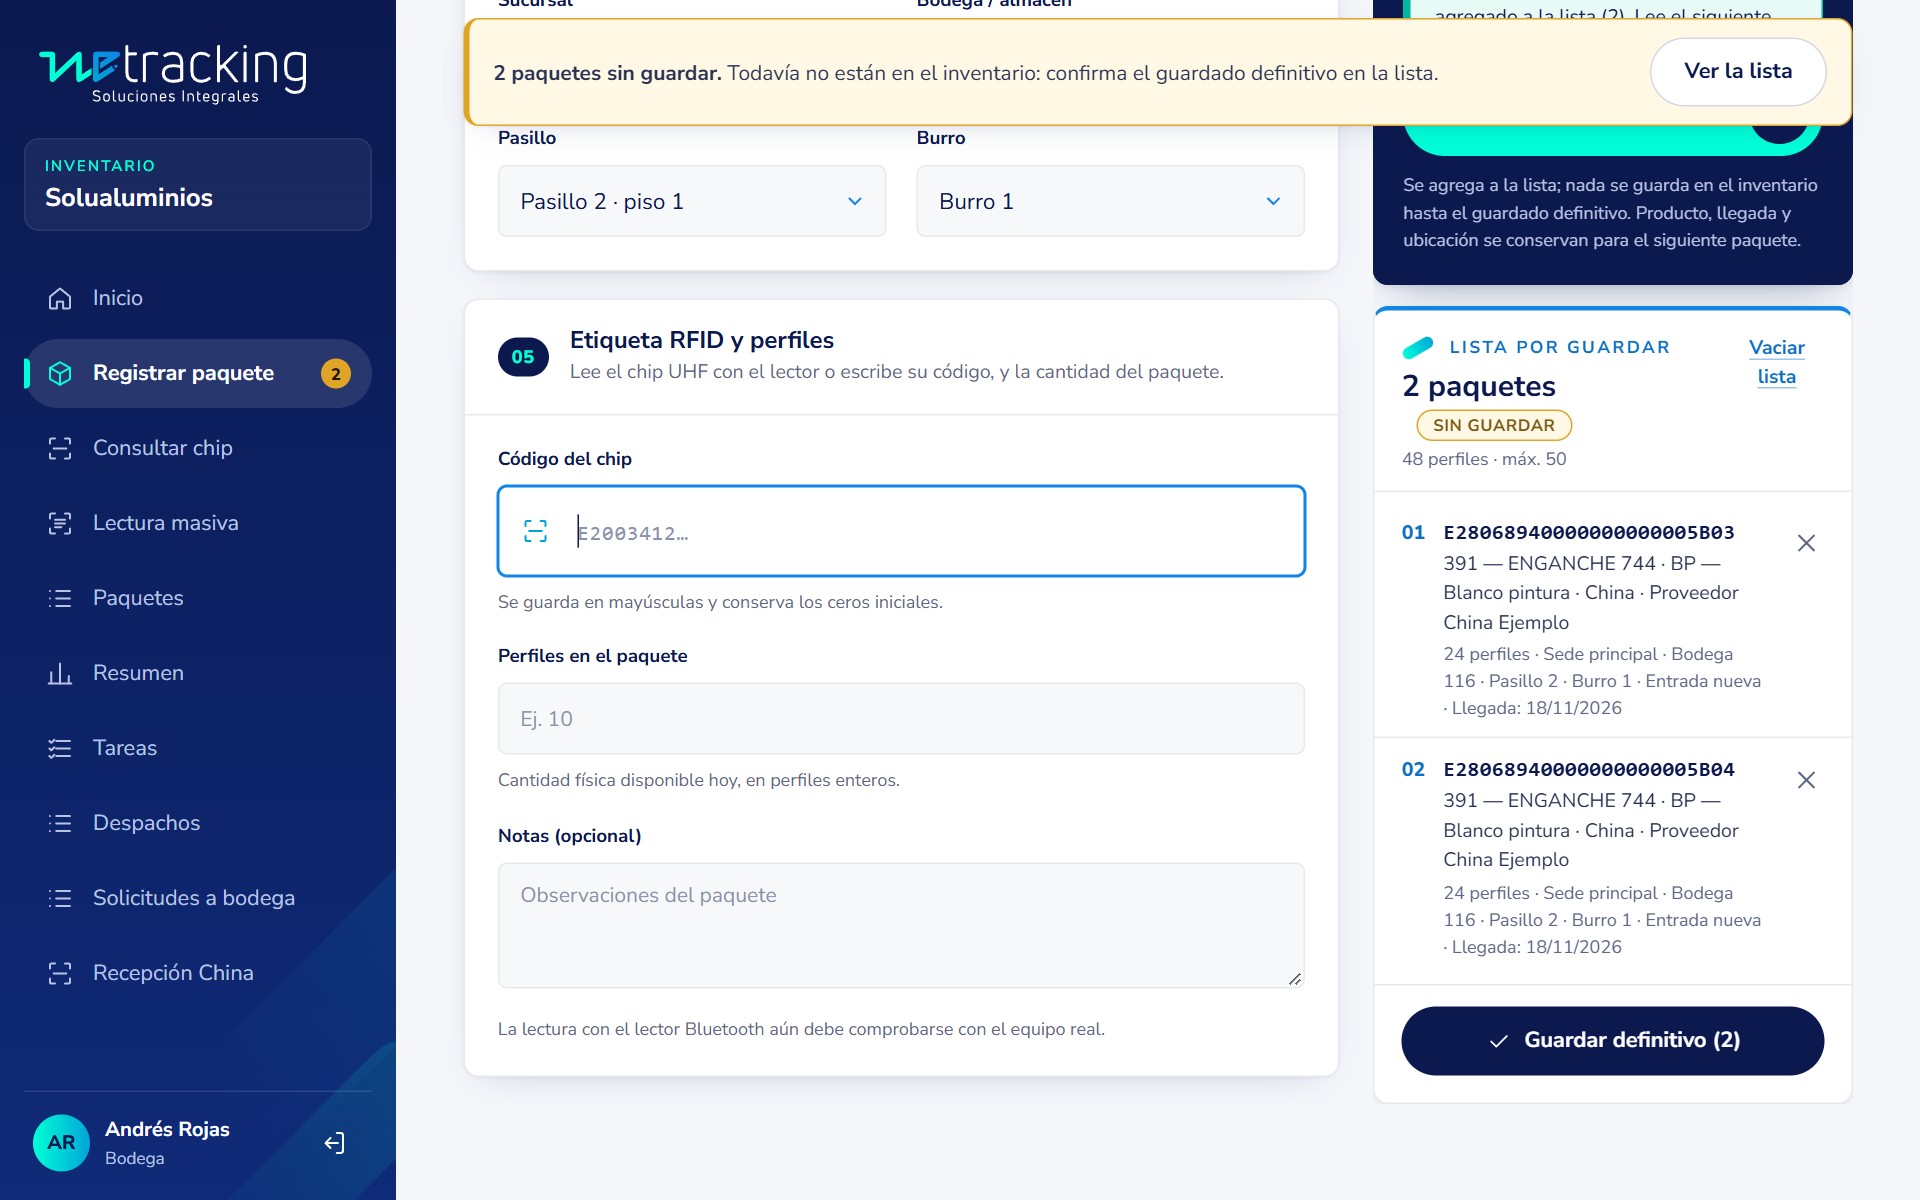 wetracking
Soluciones Integrales
INVENTARIO
Solualuminios
Inicio
Registrar paquete
2
Consultar chip
Lectura masiva
Paquetes
Resumen
Tareas
Despachos
Solicitudes a bodega
Recepción China
AR
Andrés Rojas
Bodega
Sucursal
Bodega / almacén
2 paquetes sin guardar. Todavía no están en el inventario: confirma el guardado definitivo en la lista.
Ver la lista
Pasillo
Burro
Pasillo 2 · piso 1
Burro 1
05
Etiqueta RFID y perfiles
Lee el chip UHF con el lector o escribe su código, y la cantidad del paquete.
Código del chip
E2003412…
Se guarda en mayúsculas y conserva los ceros iniciales.
Perfiles en el paquete
Ej. 10
Cantidad física disponible hoy, en perfiles enteros.
Notas (opcional)
Observaciones del paquete
La lectura con el lector Bluetooth aún debe comprobarse con el equipo real.
agregado a la lista (2). Lee el siguiente
Se agrega a la lista; nada se guarda en el inventario
hasta el guardado definitivo. Producto, llegada y
ubicación se conservan para el siguiente paquete.
LISTA POR GUARDAR
Vaciar
lista
2 paquetes
SIN GUARDAR
48 perfiles · máx. 50
01
E28068940000000000005B03
391 — ENGANCHE 744 · BP —
Blanco pintura · China · Proveedor
China Ejemplo
24 perfiles · Sede principal · Bodega
116 · Pasillo 2 · Burro 1 · Entrada nueva
· Llegada: 18/11/2026
02
E28068940000000000005B04
391 — ENGANCHE 744 · BP —
Blanco pintura · China · Proveedor
China Ejemplo
24 perfiles · Sede principal · Bodega
116 · Pasillo 2 · Burro 1 · Entrada nueva
· Llegada: 18/11/2026
Guardar definitivo (2)